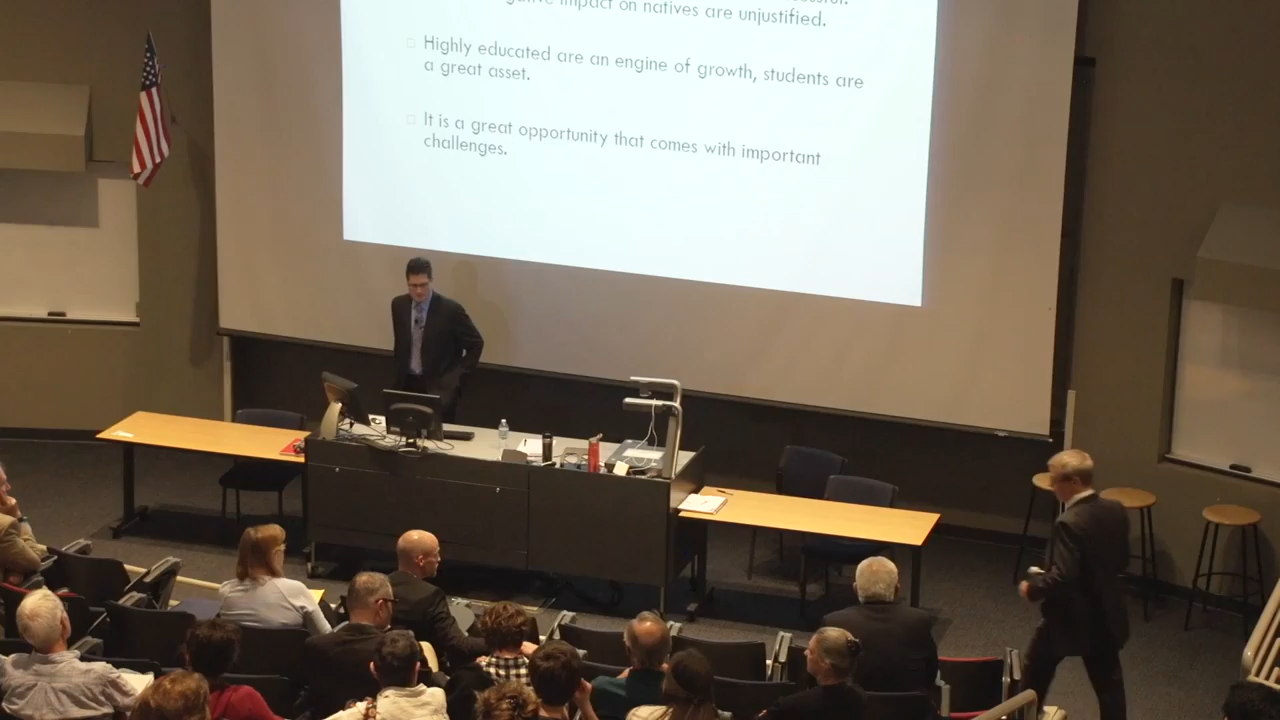 impact on natives are unjustified.
Highly educated are an engine of growth, students are
a great asset.
It is a great opportunity that comes with important
challenges.